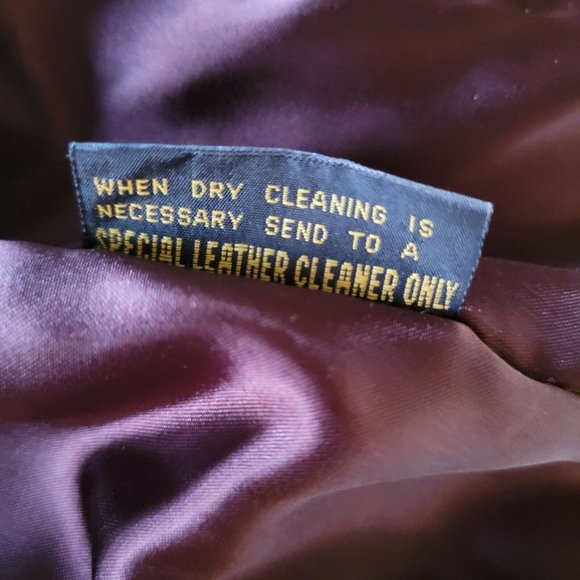 WHEN DRY CLEANING IS
NECESSARY SEND TO A
SPECIAL LEATHER CLEANER ONLY